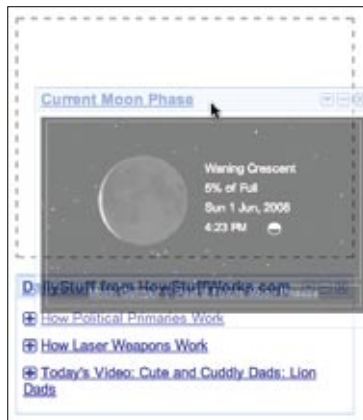 Current Moon Phase
Waning Crescent
5% of Full
Sun 1 Jun, 2008
4:23 PM
DailyStuff from HowStuffWorks.com
How Political Primaries Work
How Laser Weapons Work
Today's Video: Cute and Cuddly Dads: Lion
Dads